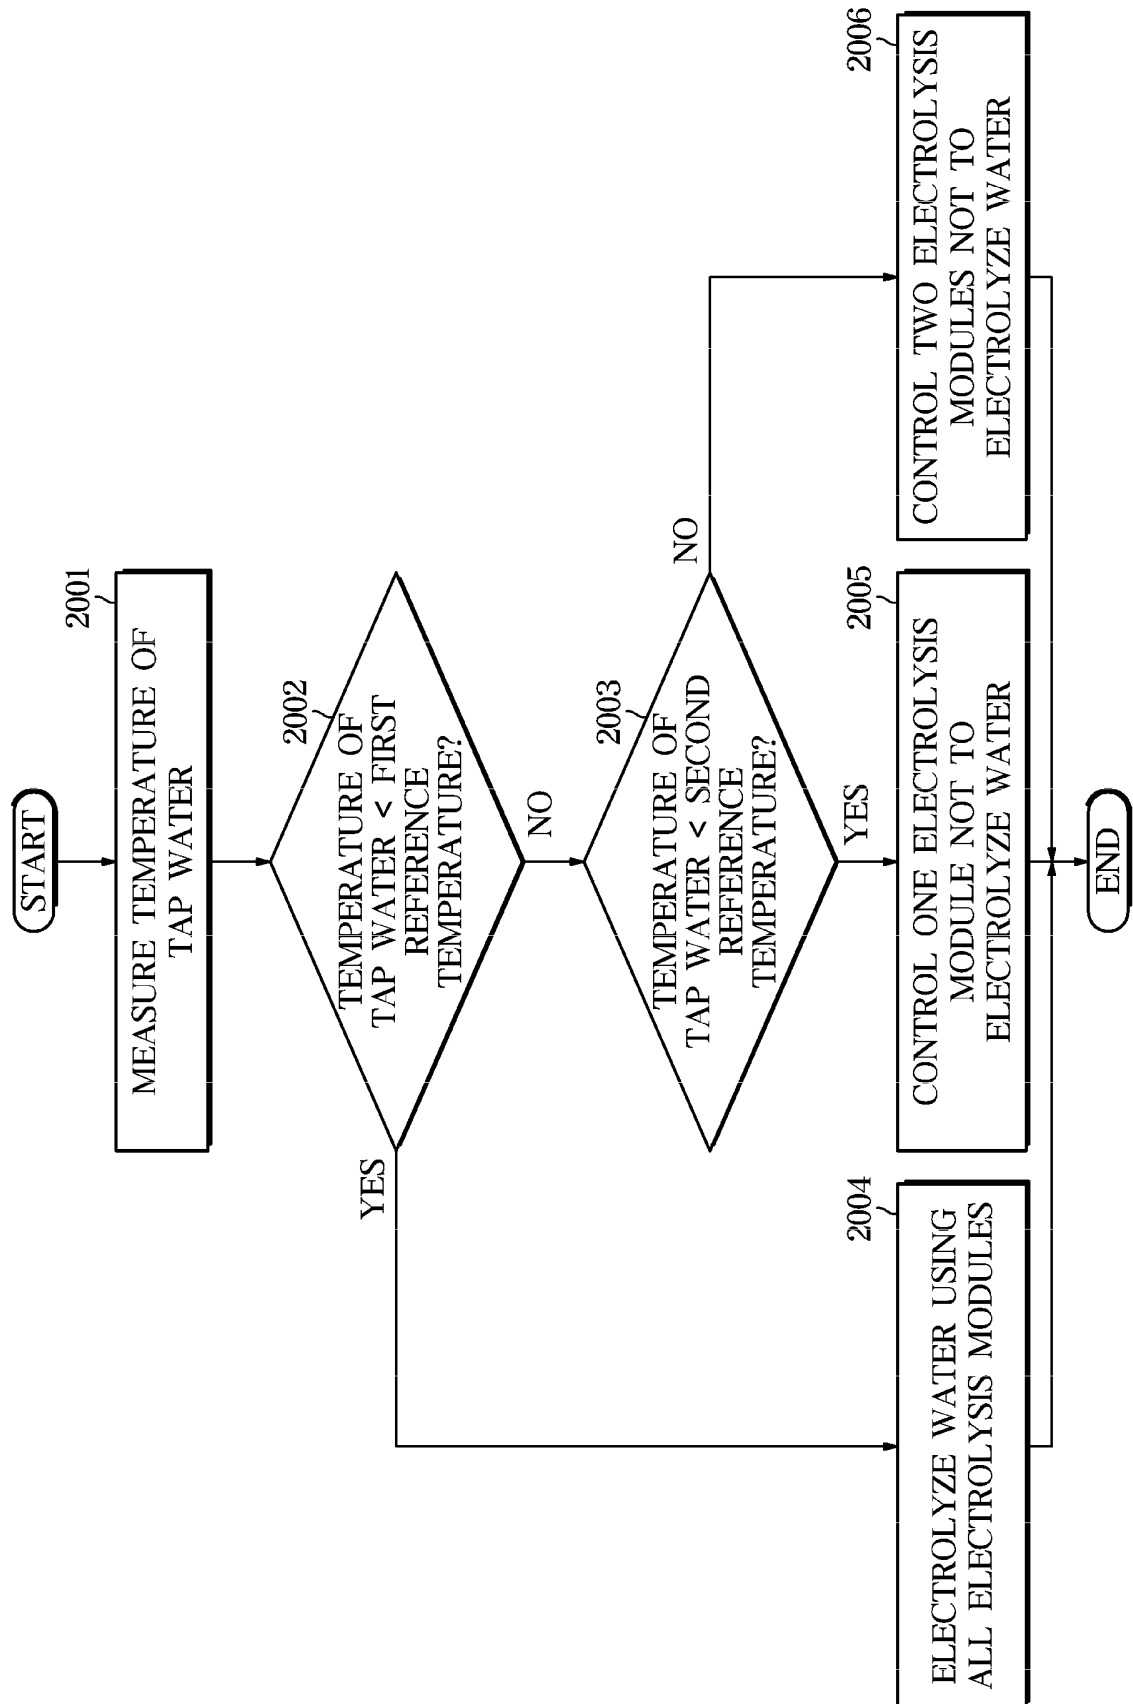 START
2001
MEASURE TEMPERATURE OF
TAP WATER
2002
TEMPERATURE OF
TAP WATER < FIRST
REFERENCE
TEMPERATURE?
YES
NO
2003
TEMPERATURE OF
TAP WATER < SECOND
REFERENCE
TEMPERATURE?
NO
YES
2004
ELECTROLYZE WATER USING
ALL ELECTROLYSIS MODULES
2005
CONTROL ONE ELECTROLYSIS
MODULE NOT TO
ELECTROLYZE WATER
2006
CONTROL TWO ELECTROLYSIS
MODULES NOT TO
ELECTROLYZE WATER
END